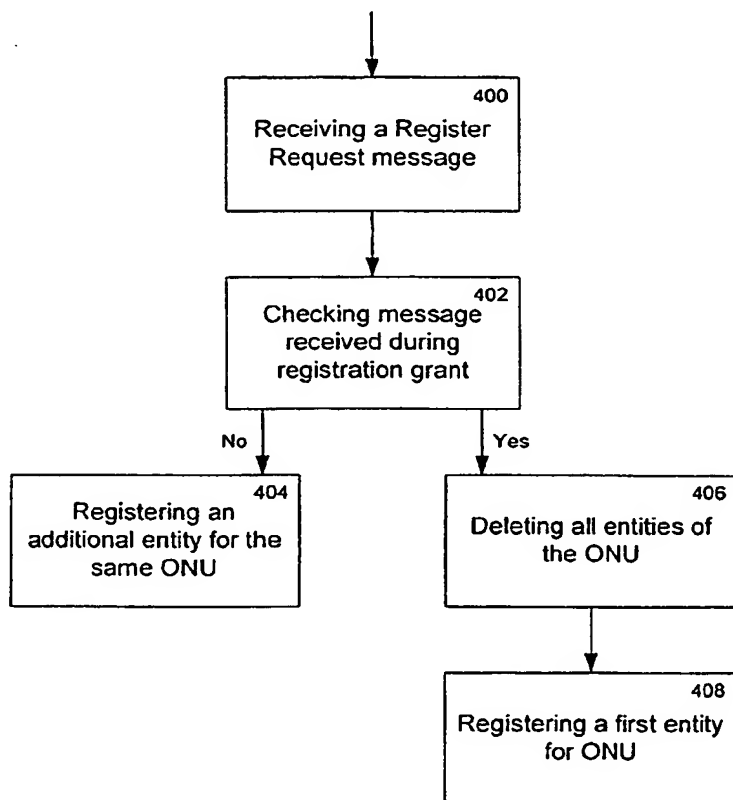 400
Receiving a Register
Request message
402
Checking message
received during
registration grant
No
Yes
404
Registering an
additional entity for the
same ONU
406
Deleting all entities of
the ONU
408
Registering a first entity
for ONU